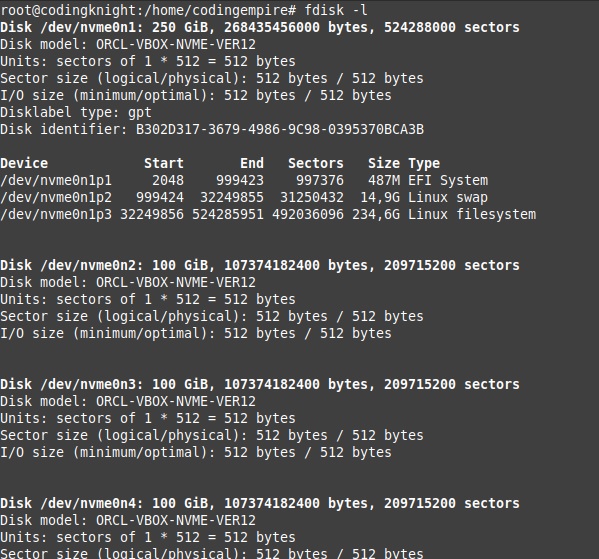 root@codingknight:/home/codingempire# fdisk -l
Disk /dev/nvme0n1: 250 GiB, 268435456000 bytes, 524288000 sectors
Disk model: ORCL-VBOX-NVME-VER12
Units: sectors of 1 * 512 = 512 bytes
Sector size (logical/physical): 512 bytes / 512 bytes
I/O size (minimum/optimal): 512 bytes / 512 bytes
Disklabel type: gpt
Disk identifier: B302D317-3679-4986-9C98-0395370BCA3B
Device Start End Sectors Size Type
/dev/nvme0n1p1 2048 999423 997376 487M EFI System
/dev/nvme0n1p2 999424 32249855 31250432 14,9G Linux swap
/dev/nvme0n1p3 32249856 524285951 492036096 234,6G Linux filesystem
Disk /dev/nvme0n2: 100 GiB, 107374182400 bytes, 209715200 sectors
Disk model: ORCL-VBOX-NVME-VER12
Units: sectors of 1 * 512 = 512 bytes
Sector size (logical/physical): 512 bytes / 512 bytes
I/O size (minimum/optimal): 512 bytes / 512 bytes
Disk /dev/nvme0n3: 100 GiB, 107374182400 bytes, 209715200 sectors
Disk model: ORCL-VBOX-NVME-VER12
Units: sectors of 1 * 512 = 512 bytes
Sector size (logical/physical): 512 bytes / 512 bytes
I/O size (minimum/optimal): 512 bytes / 512 bytes
Disk /dev/nvme0n4: 100 GiB, 107374182400 bytes, 209715200 sectors
Disk model: ORCL-VBOX-NVME-VER12
Units: sectors of 1 * 512 = 512 bytes
Sector size (logical/physical): 512 bytes / 512 bytes